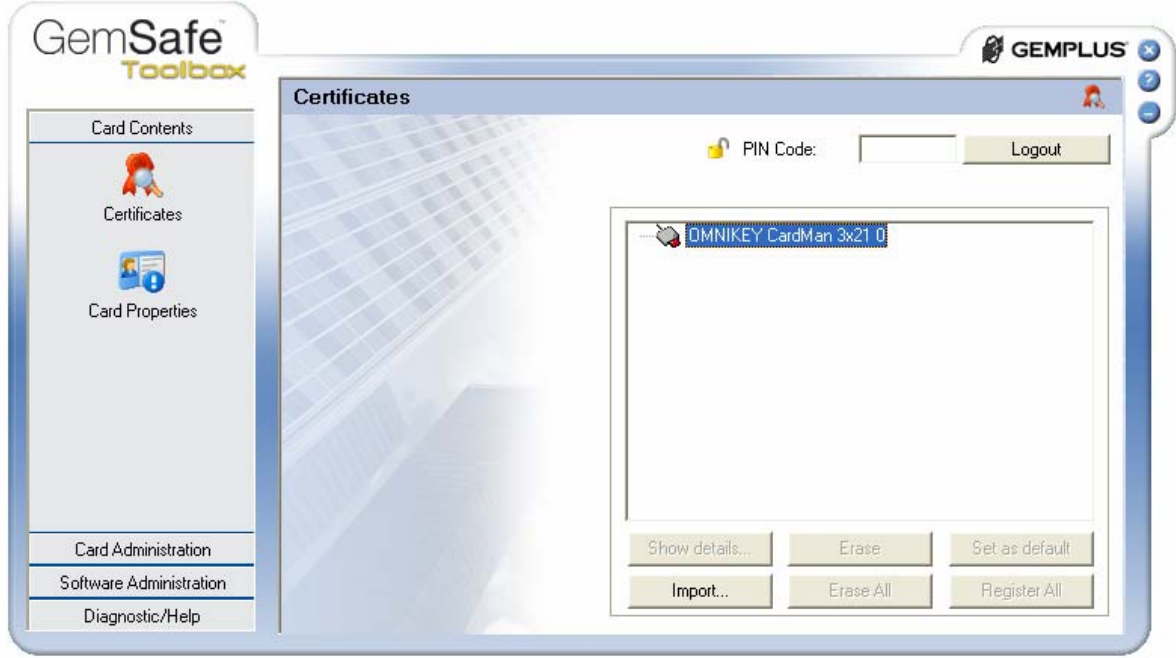 GemSafe™
Toolbox
GEMPLUS
Certificates
Card Contents
PIN Code:
Logout
Certificates
OMNIKEY CardMan 3x21 0
Card Properties
Card Administration
Software Administration
Diagnostic/Help
Show details...
Erase
Set as default
Import...
Erase All
Register All